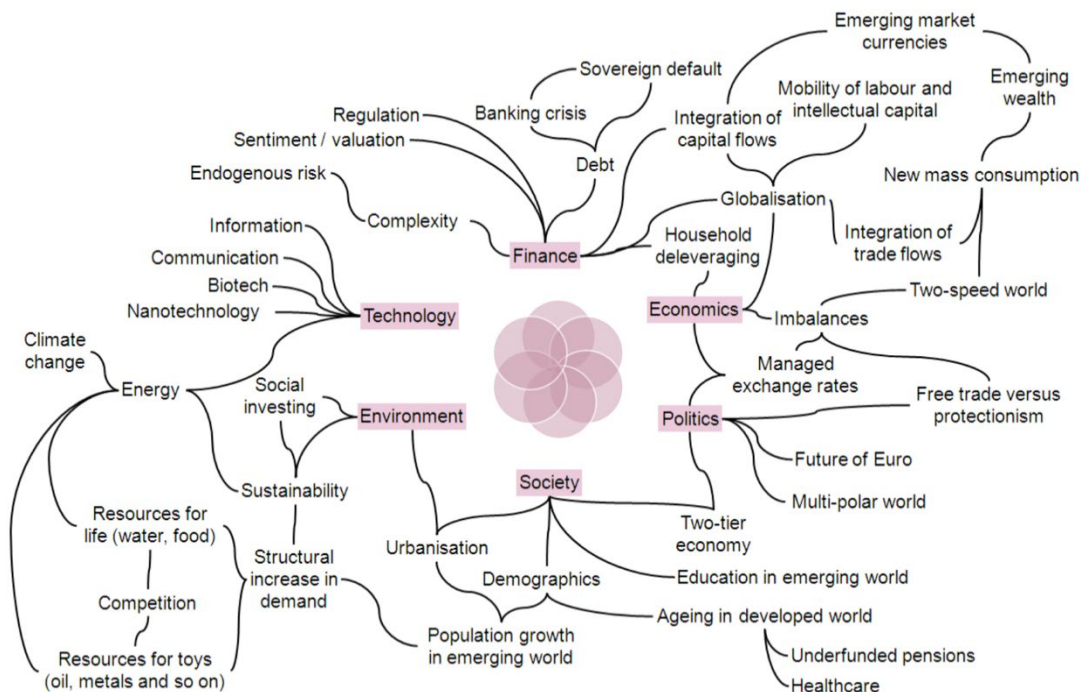 Emerging market
currencies
Sovereign default
Mobility of labour and
intellectual capital
Emerging
wealth
Regulation
Banking crisis
Integration of
capital flows
Sentiment / valuation
Debt
Endogenous risk
New mass consumption
Globalisation
Complexity
Information
Household
deleveraging
Integration of
trade flows
Finance
Communication
Biotech
Two-speed world
Nanotechnology
Technology
Economics
Imbalances
Climate
change
Managed
exchange rates
Energy
Social
investing
Free trade versus
protectionism
Environment
Politics
Future of Euro
Society
Sustainability
Multi-polar world
Resources for
life (water, food)
Two-tier
economy
Urbanisation
Structural
increase in
demand
Demographics
Education in emerging world
Competition
Ageing in developed world
Population growth
in emerging world
Resources for toys
(oil, metals and so on)
Underfunded pensions
Healthcare